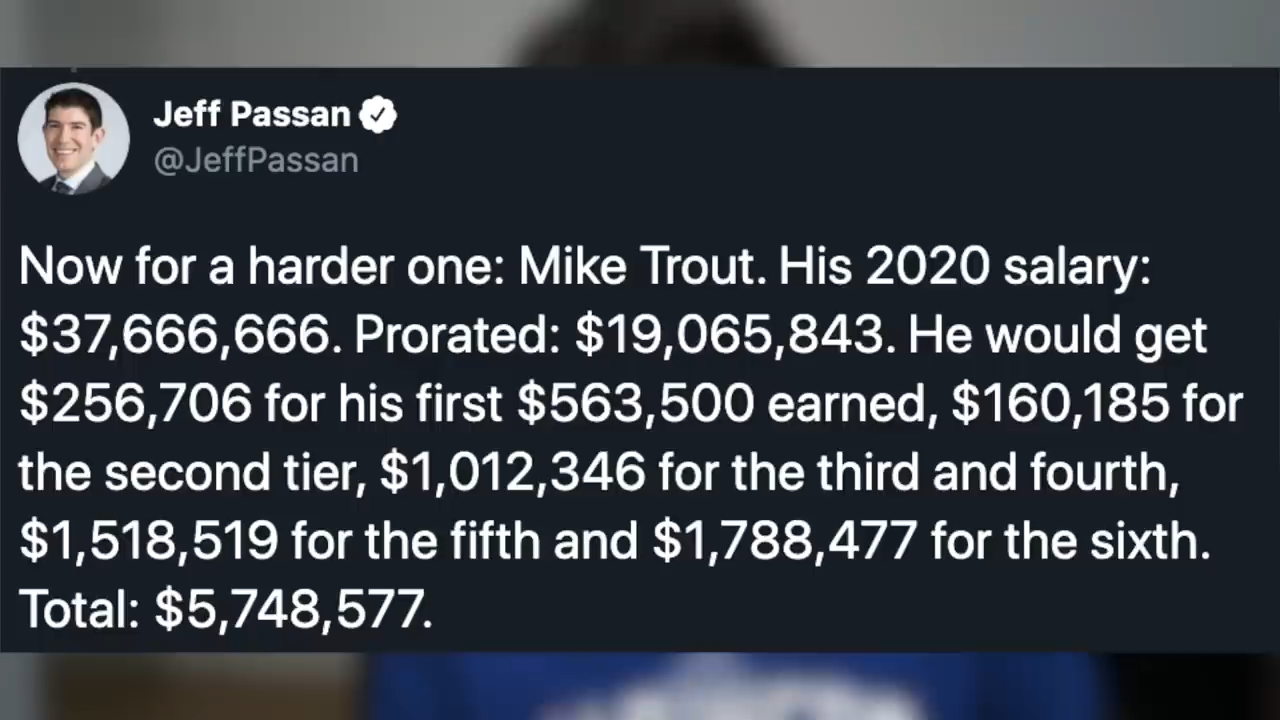 Jeff Passan
@JeffPassan
Now for a harder one: Mike Trout. His 2020 salary:
$37,666,666. Prorated: $19,065,843. He would get
$256,706 for his first $563,500 earned, $160,185 for
the second tier, $1,012,346 for the third and fourth,
$1,518,519 for the fifth and $1,788,477 for the sixth.
Total: $5,748,577.